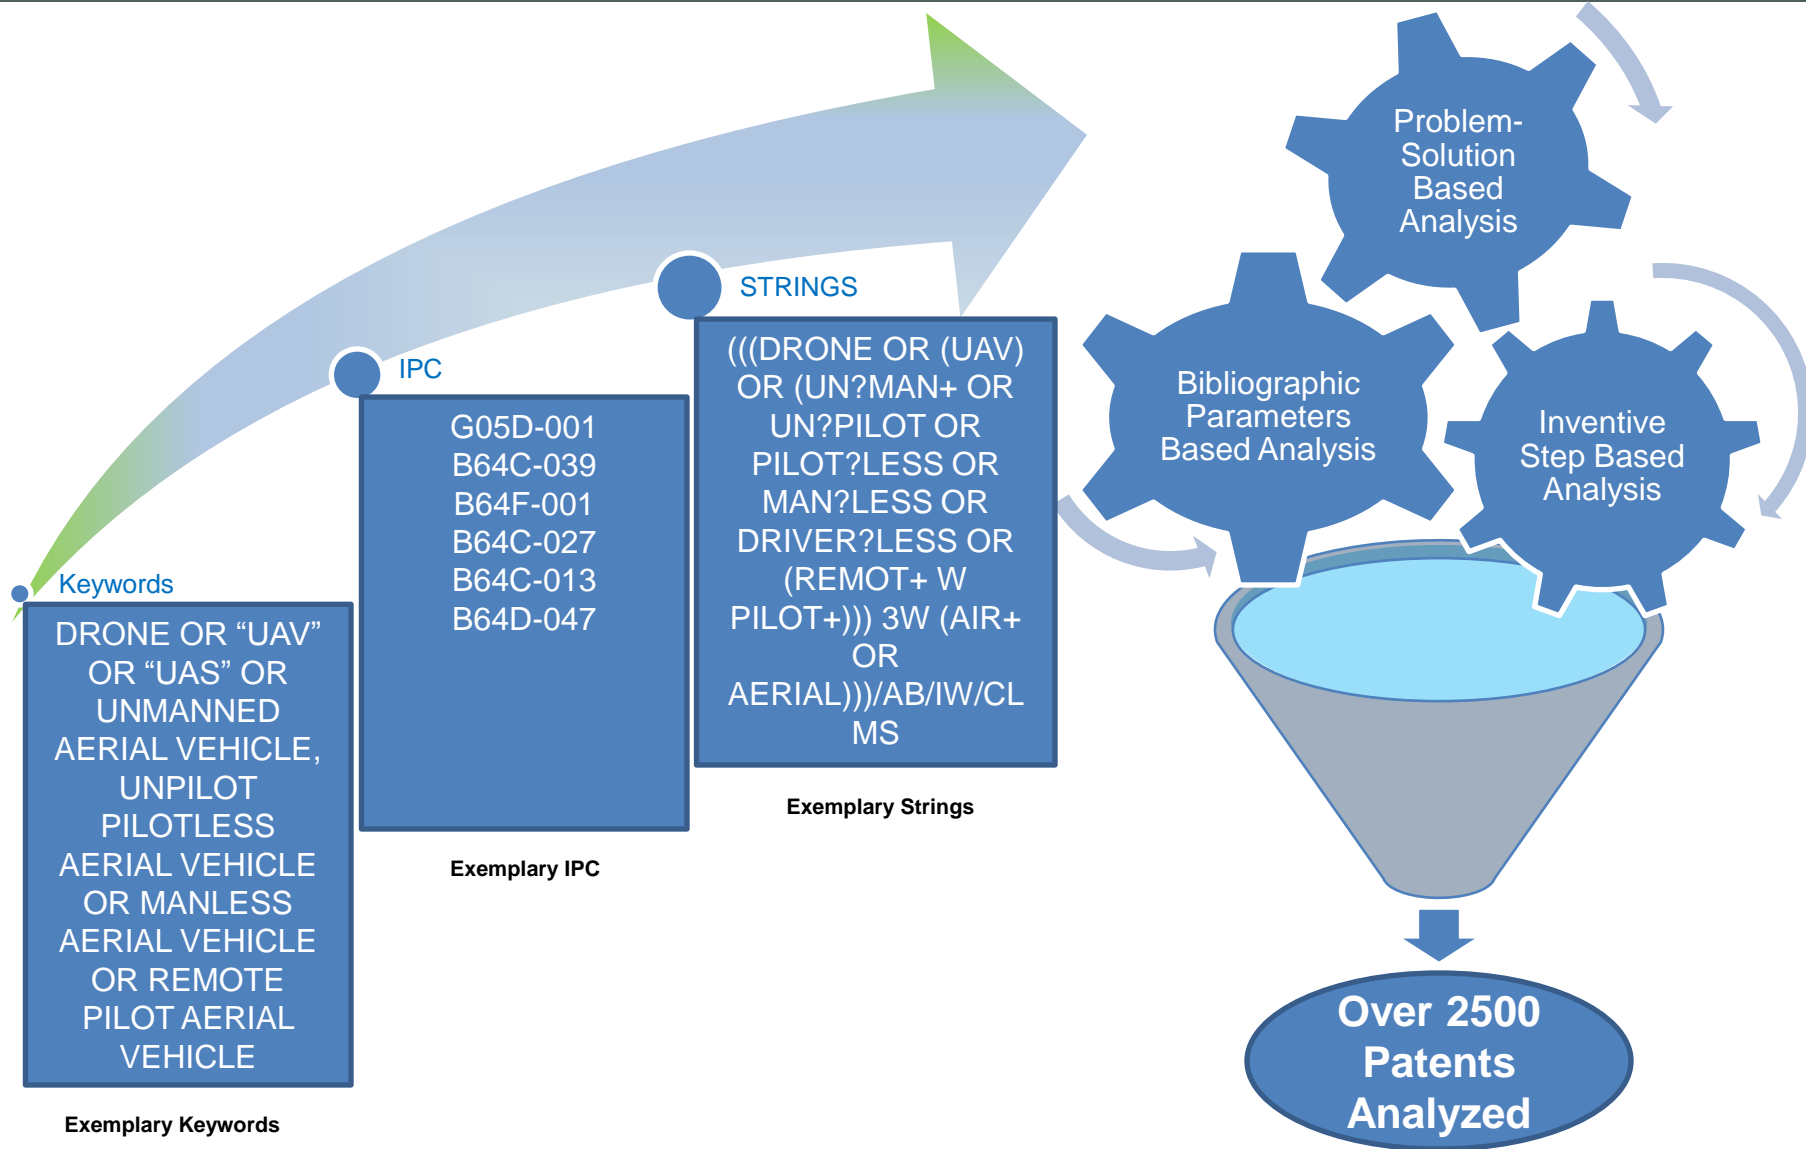 Keywords
DRONE OR “UAV”
OR “UAS” OR
UNMANNED
AERIAL VEHICLE,
UNPILOT
PILOTLESS
AERIAL VEHICLE
OR MANLESS
AERIAL VEHICLE
OR REMOTE
PILOT AERIAL
VEHICLE
Exemplary Keywords
IPC
G05D-001
B64C-039
B64F-001
B64C-027
B64C-013
B64D-047
Exemplary IPC
STRINGS
(((DRONE OR (UAV)
OR (UN?MAN+ OR
UN?PILOT OR
PILOT?LESS OR
MAN?LESS OR
DRIVER?LESS OR
(REMOT+ W
PILOT+))) 3W (AIR+
OR
AERIAL)))/AB/IW/CL
MS
Exemplary Strings
Problem-
Solution
Based
Analysis
Bibliographic
Parameters
Based Analysis
Inventive
Step Based
Analysis
Over 2500
Patents
Analyzed